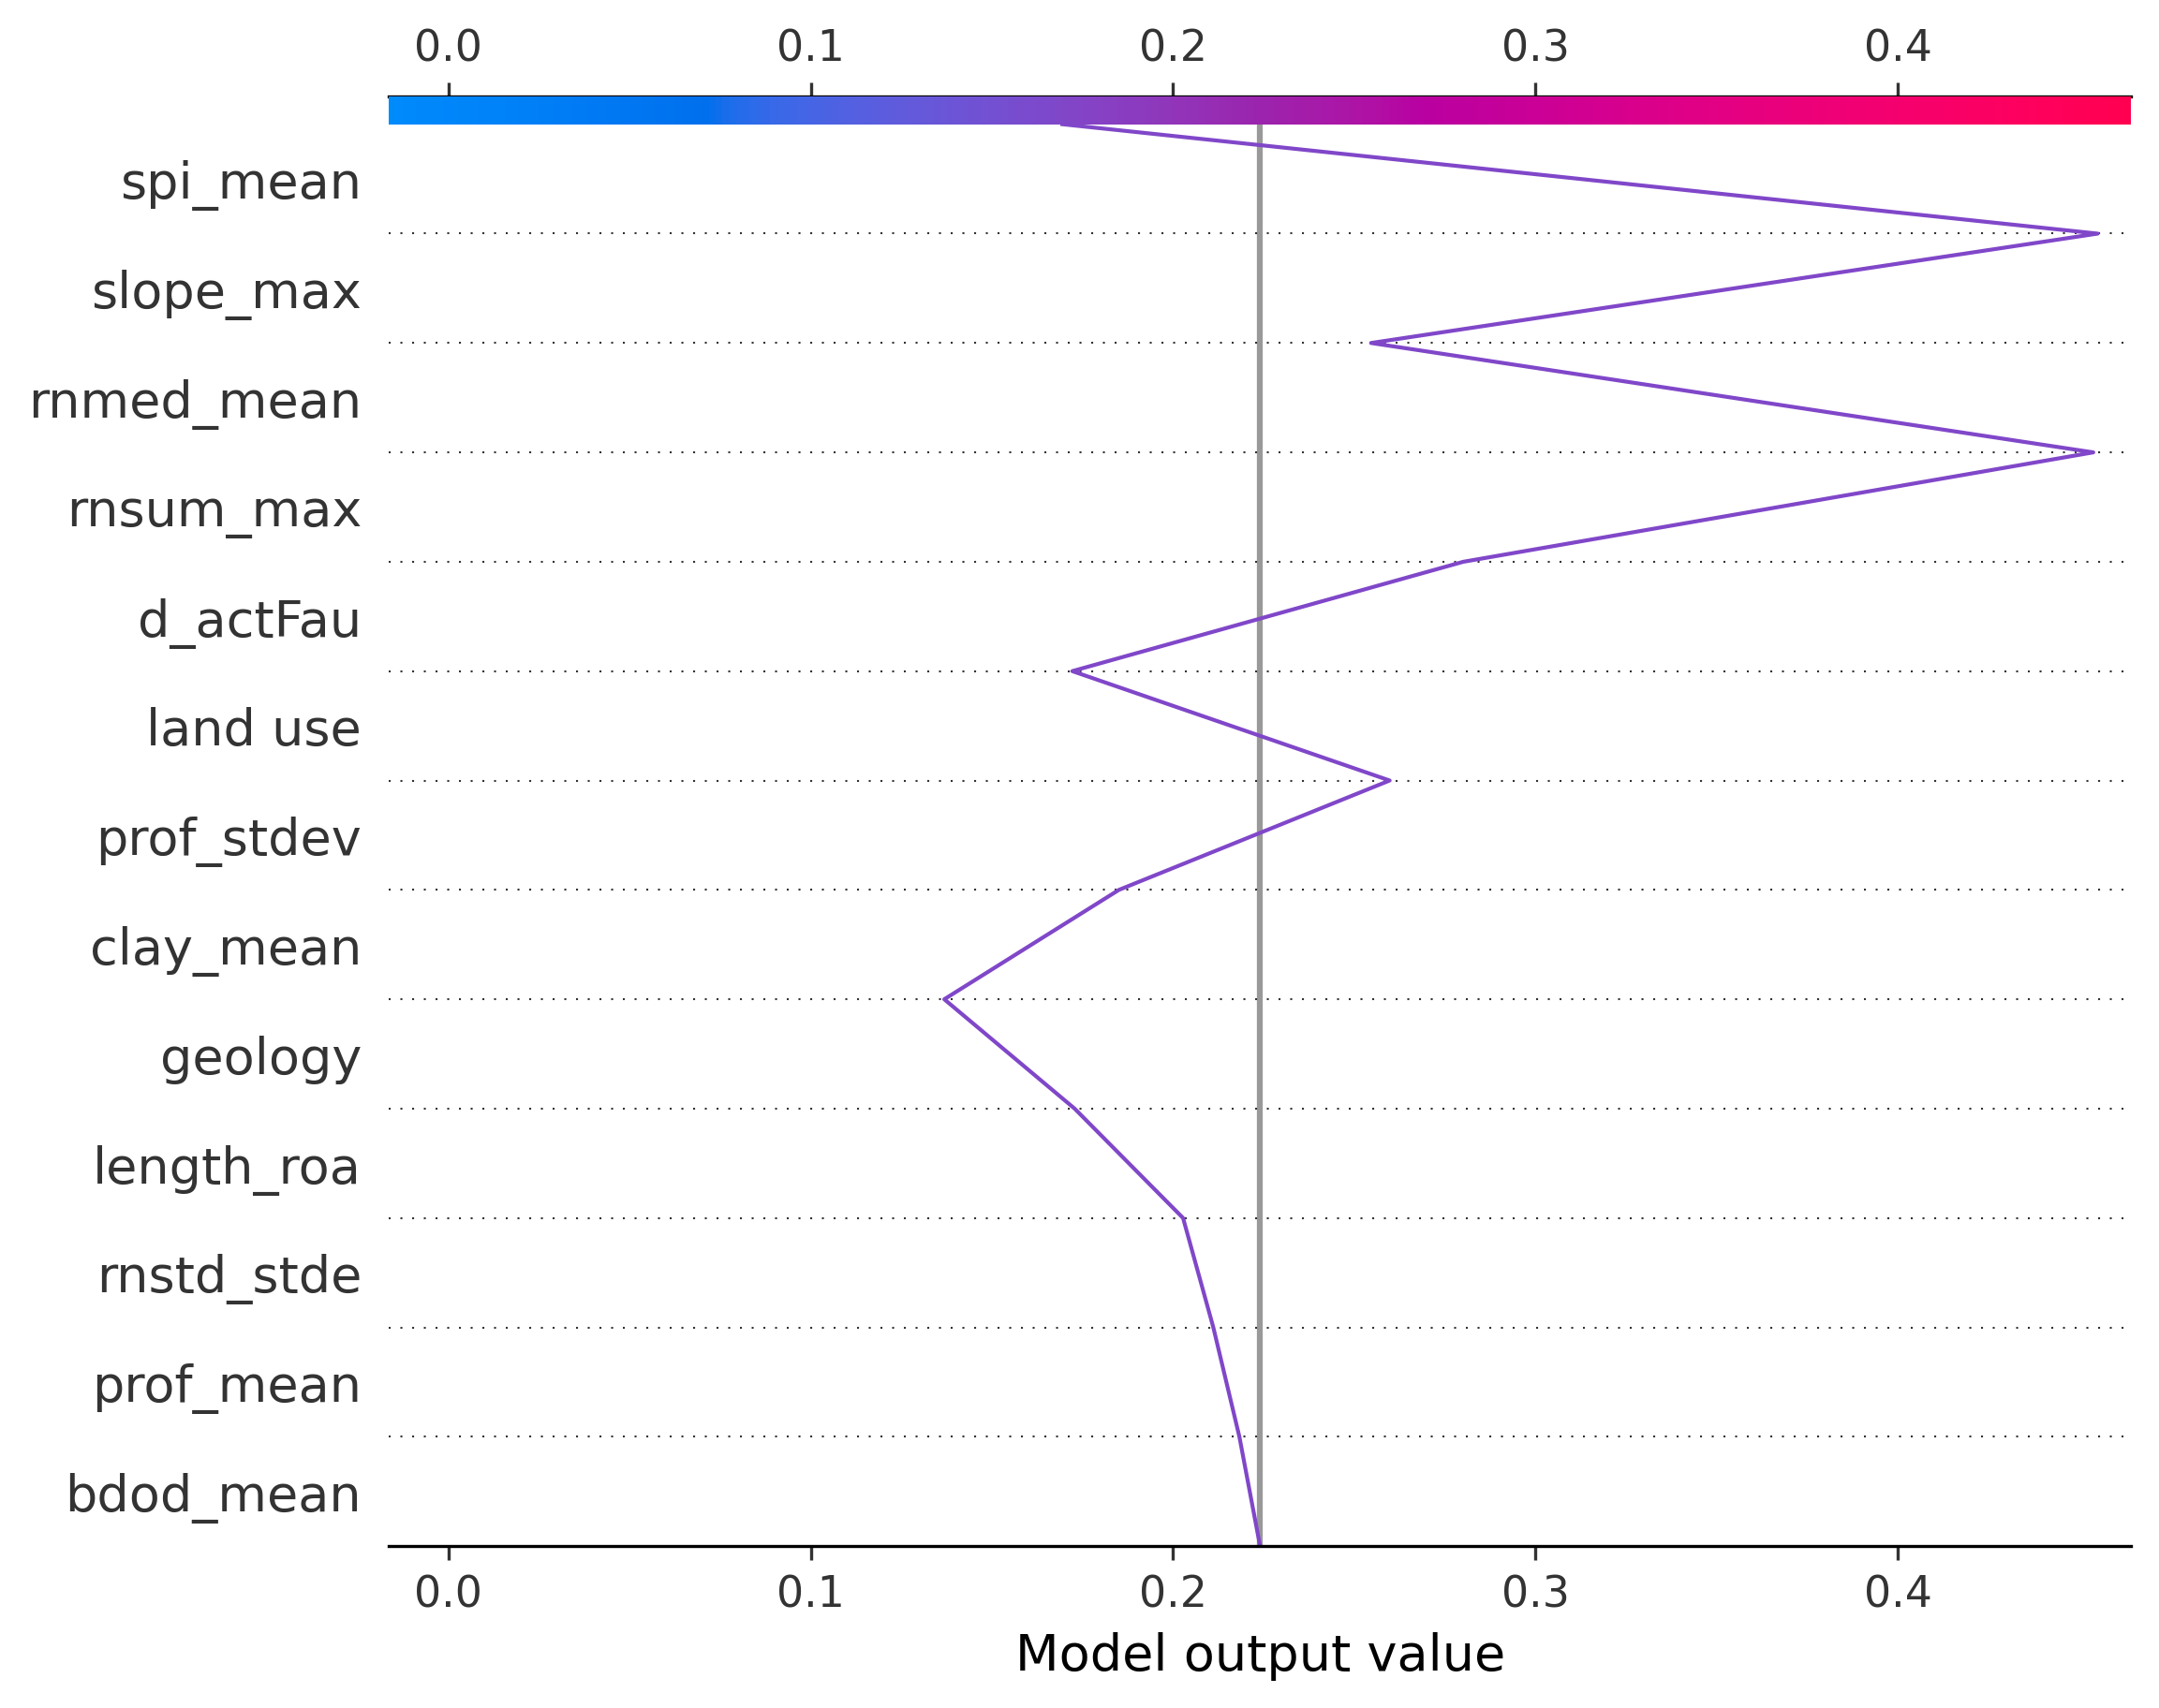 0.0 0.1 0.2 0.3 0.4
spi_mean
slope_max
rnmed_mean
rnsum_max
d_actFau
land use
prof_stdev
clay_mean
geology
length_roa
rnstd_stde
prof_mean
bdod_mean
0.0 0.1 0.2 0.3 0.4
Model output value